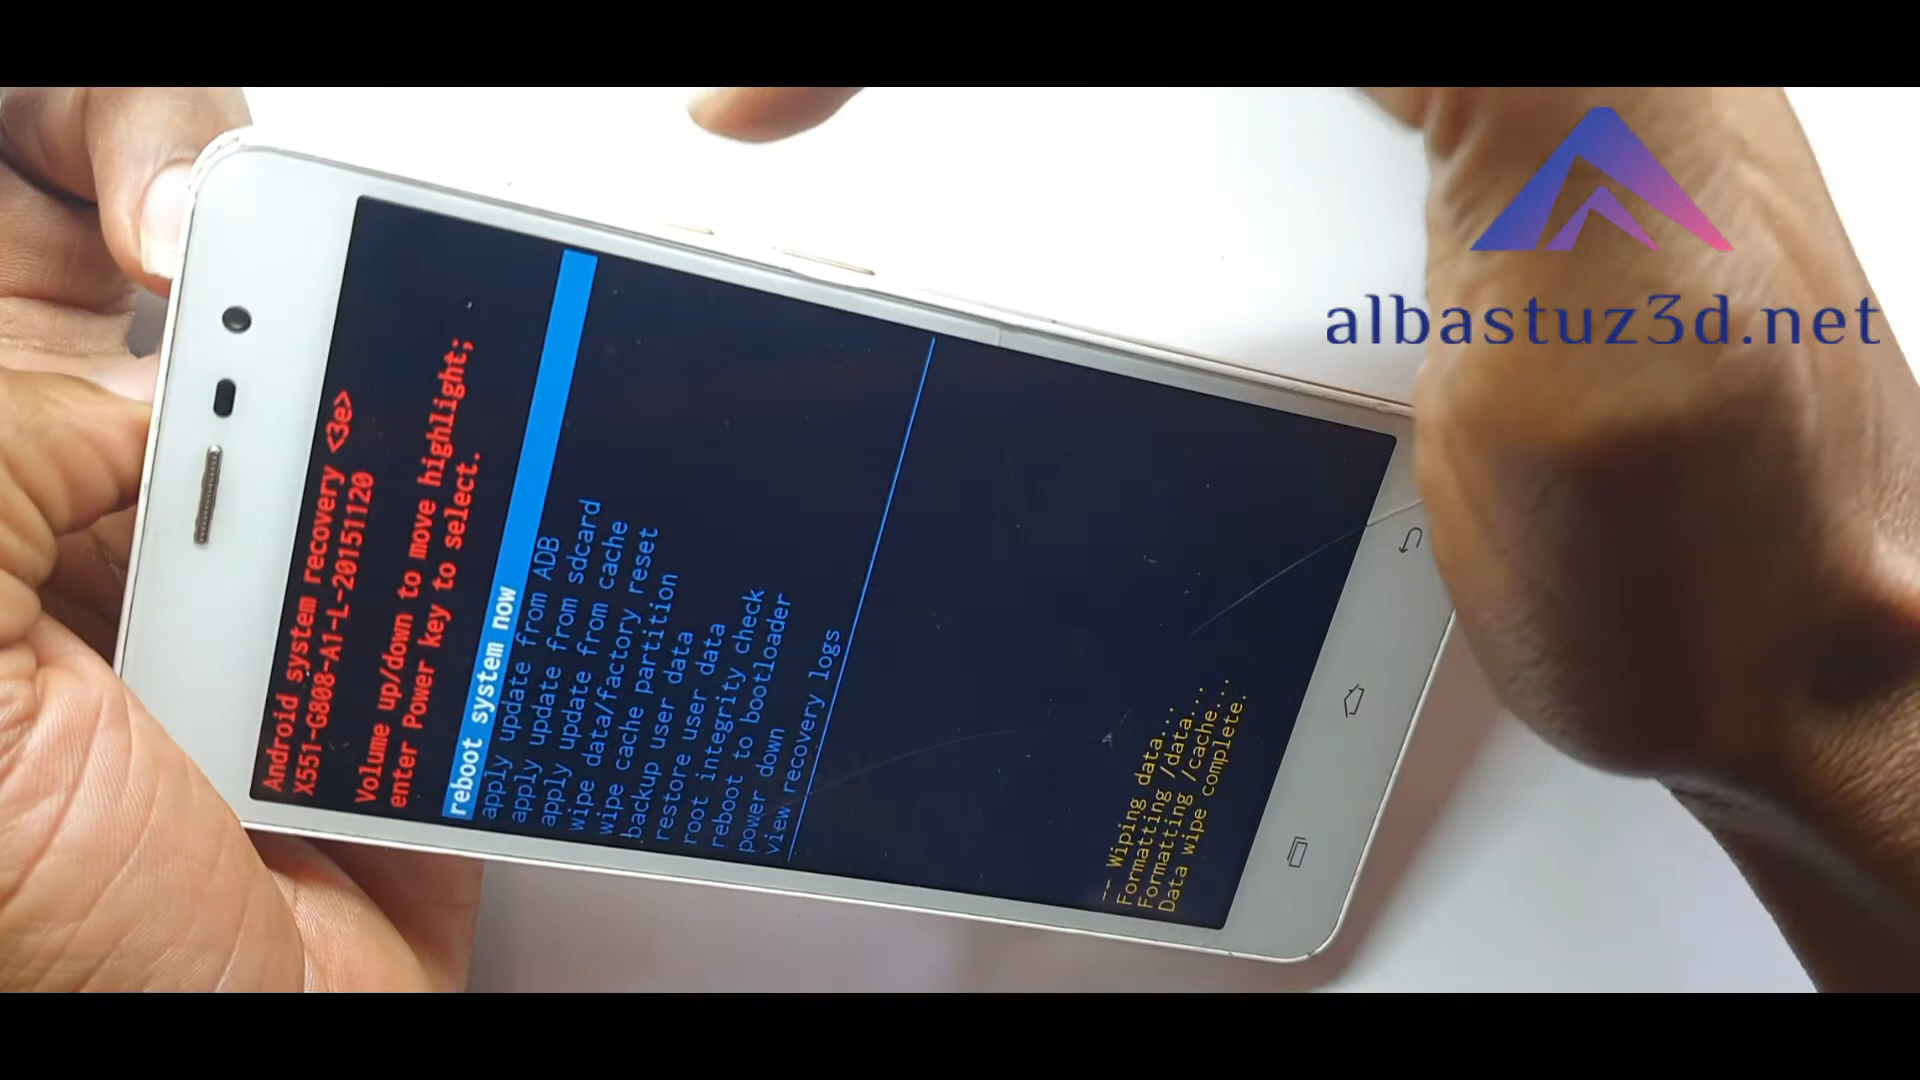 Android system recovery <3e>
X551-G808-A1-L-20151120
Volume up/down to move highlight;
enter Power key to select.
reboot system now
apply update from ADB
apply update from sdcard
apply update from cache
wipe data/factory reset
wipe cache partition
backup user data
restore user data
root integrity check
reboot to bootloader
power down
view recovery logs
-- Wiping data...
Formatting /data...
Formatting /cache...
Data wipe complete.
albastuz3d.net